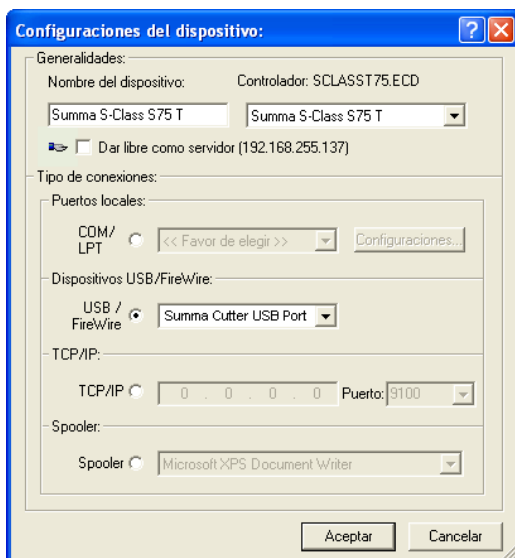 Configuraciones del dispositivo:
Generalidades:
Nombre del dispositivo: Controlador: SCLASST75.ECD
Summa S-Class S75 T Summa S-Class S75 T
Dar libre como servidor (192.168.255.137)
Tipo de conexiones:
Puertos locales:
COM/
LPT << Favor de elegir >> Configuraciones...
Dispositivos USB/FireWire:
USB /
FireWire Summa Cutter USB Port
TCP/IP:
TCP/IP 0 . 0 . 0 . 0 Puerto: 9100
Spooler:
Spooler Microsoft XPS Document Writer
Aceptar Cancelar